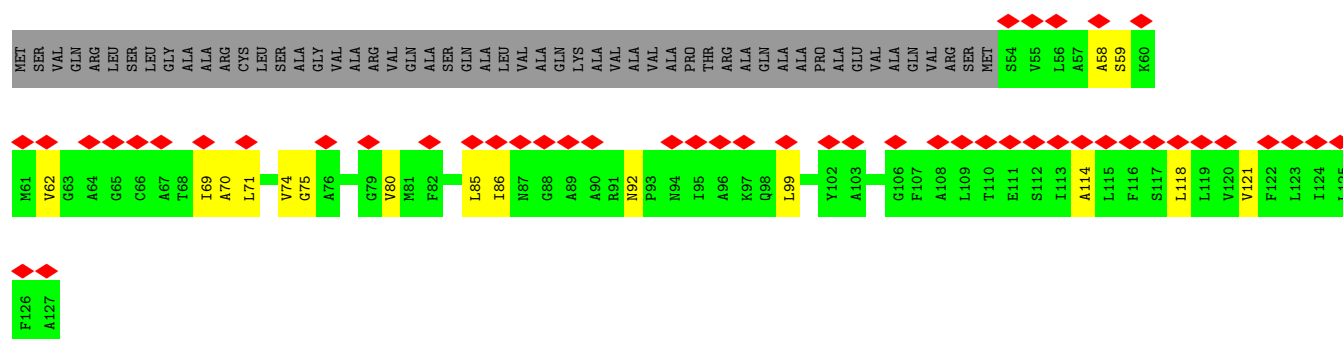 MET
SER
VAL
GLN
ARG
LEU
SER
LEU
GLY
ALA
ALA
ARG
CYS
LEU
SER
ALA
GLY
VAL
ALA
ARG
VAL
GLN
ALA
SER
GLN
ALA
LEU
VAL
ALA
GLN
LYS
ALA
VAL
ALA
VAL
ALA
PRO
THR
ARG
ALA
GLN
ALA
ALA
PRO
ALA
GLU
VAL
ALA
GLN
VAL
ARG
SER
MET
S54
V55
L56
A57
A58
S59
K60
M61
V62
G63
A64
G65
C66
A67
T68
I69
A70
L71
V74
G75
A76
G79
V80
M81
F82
L85
I86
N87
G88
A89
A90
R91
N92
P93
N94
I95
A96
K97
Q98
L99
Y102
A103
G106
F107
A108
L109
T110
E111
S112
I113
A114
L115
F116
S117
L118
L119
V120
V121
F122
L123
I124
L125
F126
A127